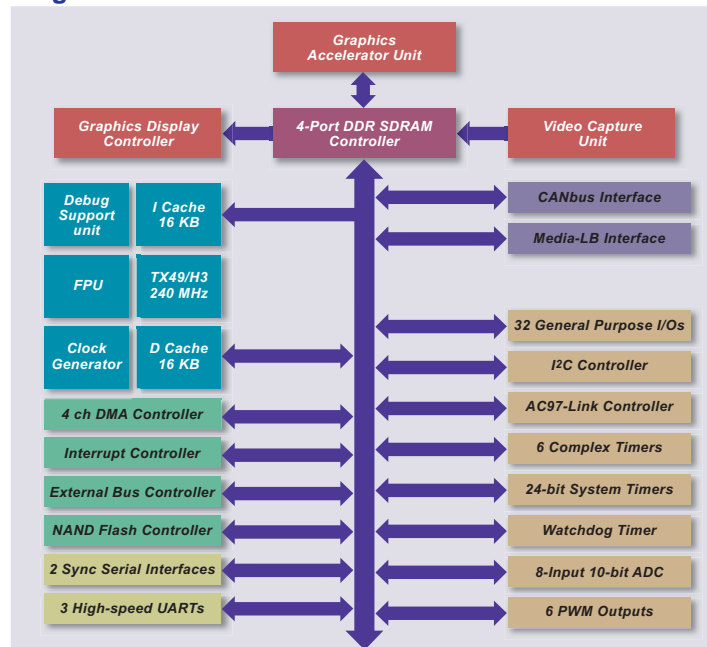 Graphics
Accelerator Unit
Graphics Display
Controller
4-Port DDR SDRAM
Controller
Video Capture
Unit
Debug
Support
unit
I Cache
16 KB
FPU
TX49/H3
240 MHz
Clock
Generator
D Cache
16 KB
4 ch DMA Controller
Interrupt Controller
External Bus Controller
NAND Flash Controller
2 Sync Serial Interfaces
3 High-speed UARTs
CANbus Interface
Media-LB Interface
32 General Purpose I/Os
I²C Controller
AC97-Link Controller
6 Complex Timers
24-bit System Timers
Watchdog Timer
8-Input 10-bit ADC
6 PWM Outputs